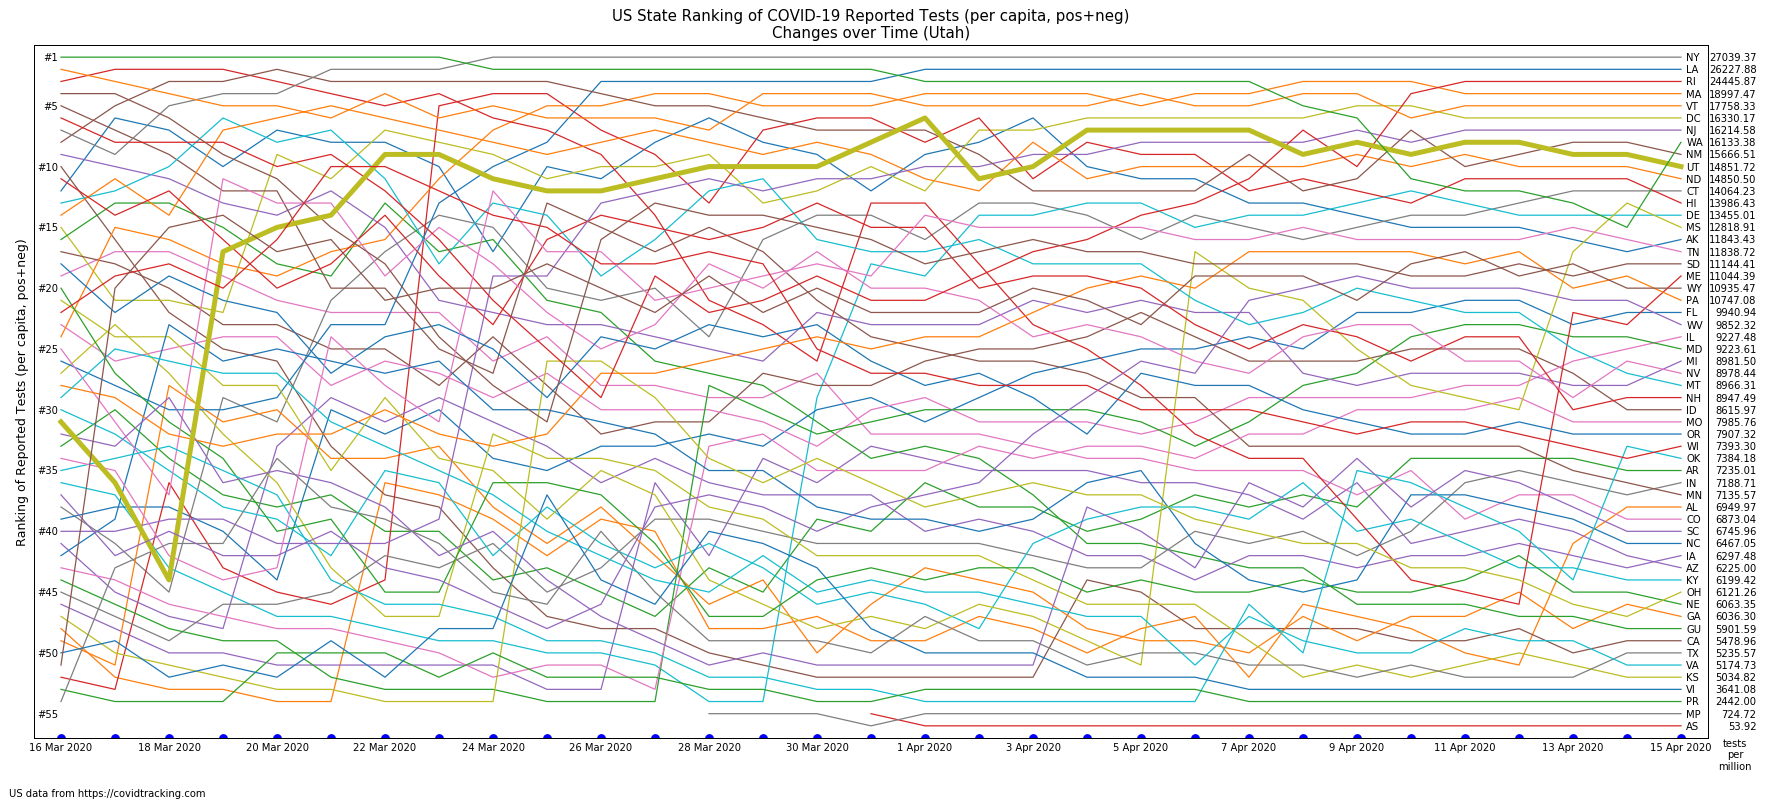 US State Ranking of COVID-19 Reported Tests (per capita, pos+neg)
Changes over Time (Utah)
Ranking of Reported Tests (per capita, pos+neg)
#1
#5
#10
#15
#20
#25
#30
#35
#40
#45
#50
#55
NY 27039.37
LA 26227.88
RI 24445.87
MA 18997.47
VT 17758.33
DC 16330.17
NJ 16214.58
WA 16133.38
NM 15666.51
UT 14851.72
ND 14850.50
CT 14064.23
HI 13986.43
DE 13455.01
MS 12818.91
AK 11843.43
TN 11838.72
SD 11144.41
ME 11044.39
WY 10935.47
PA 10747.08
FL 9940.94
WV 9852.32
IL 9227.48
MD 9223.61
MI 8981.50
NV 8978.44
MT 8966.31
NH 8947.49
ID 8615.97
MO 7985.76
OR 7907.32
WI 7393.30
OK 7384.18
AR 7235.01
IN 7188.71
MN 7135.57
AL 6949.97
CO 6873.04
SC 6745.96
NC 6467.05
IA 6297.48
AZ 6225.00
KY 6199.42
OH 6121.26
NE 6063.35
GA 6036.30
GU 5901.59
CA 5478.96
TX 5235.57
VA 5174.73
KS 5034.82
VI 3641.08
PR 2442.00
MP 724.72
AS 53.92
16 Mar 2020 18 Mar 2020 20 Mar 2020 22 Mar 2020 24 Mar 2020 26 Mar 2020 28 Mar 2020 30 Mar 2020 1 Apr 2020 3 Apr 2020 5 Apr 2020 7 Apr 2020 9 Apr 2020 11 Apr 2020 13 Apr 2020 15 Apr 2020
tests
per
million
US data from https://covidtracking.com